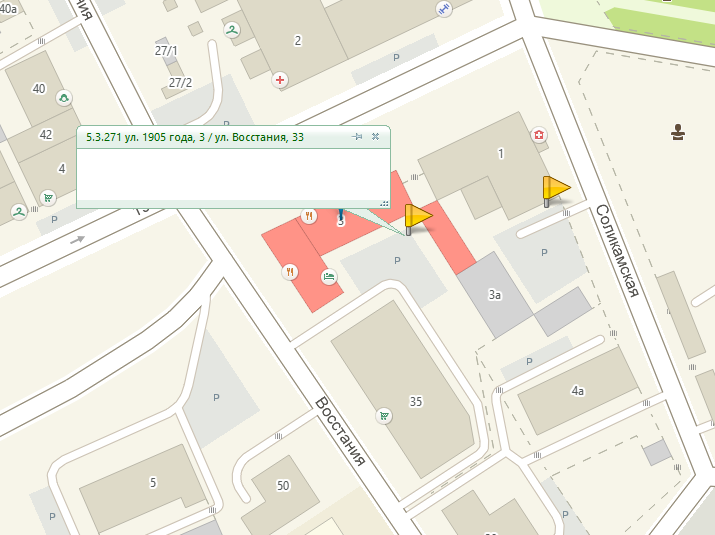 40а
ния
2
27/1
27/2
P
P
40
42
4
P
5.3.271 ул. 1905 года, 3 / ул. Восстания, 33
1
3
P
P
3а
Соликамская
P
4а
35
P
Восстания
5
50
P
P